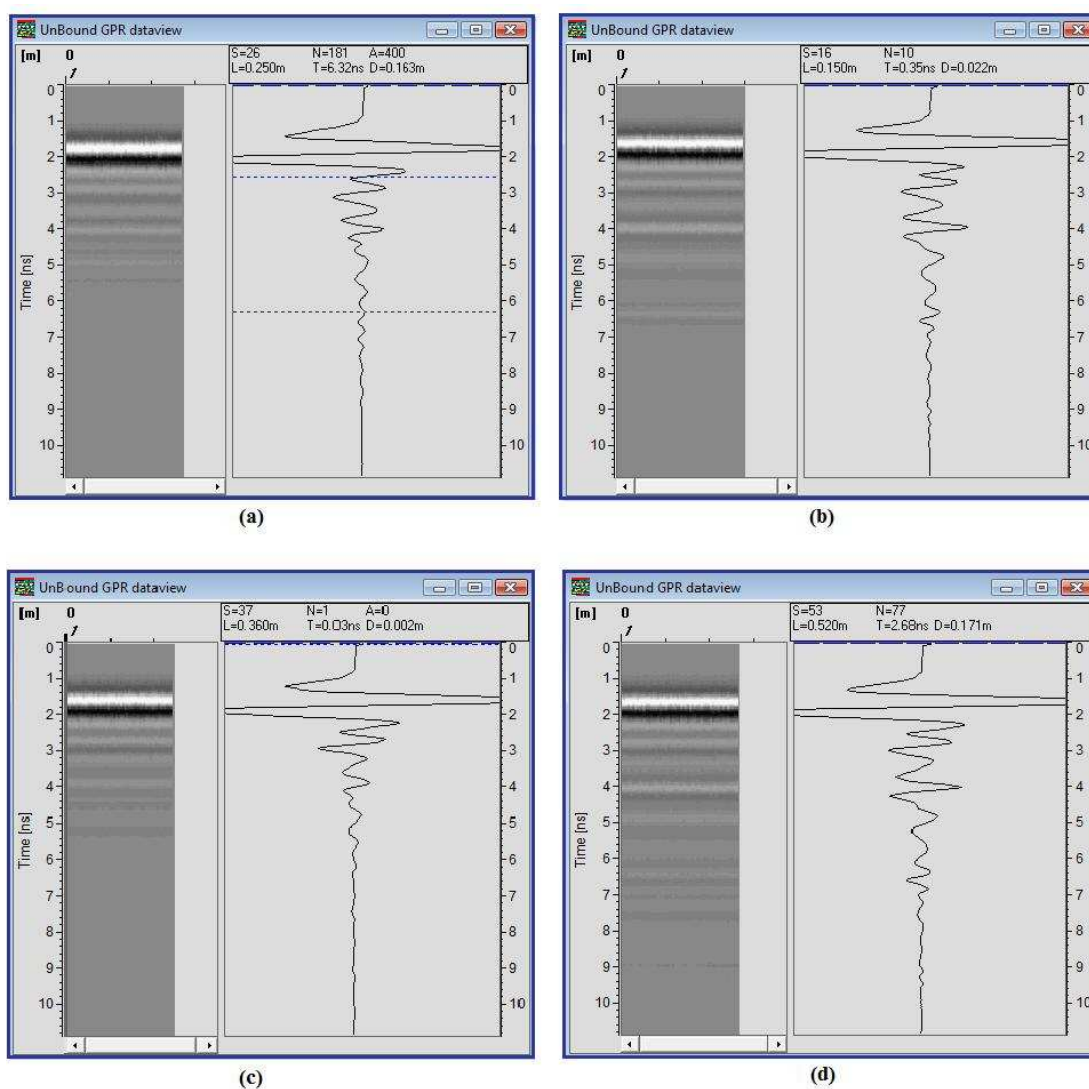 UnBound GPR dataview
[m] 0
S=26 N=181 A=400
L=0.250m T=6.32ns D=0.163m
1
0 0
1 1
2 2
3 3
4 4
5 5
6 6
7 7
8 8
9 9
10 10
Time [ns]
(a)
UnBound GPR dataview
[m] 0
S=16 N=10
L=0.150m T=0.35ns D=0.022m
1
0 0
1 1
2 2
3 3
4 4
5 5
6 6
7 7
8 8
9 9
10 10
Time [ns]
(b)
UnBound GPR dataview
[m] 0
S=37 N=1 A=0
L=0.360m T=0.03ns D=0.002m
1
0 0
1 1
2 2
3 3
4 4
5 5
6 6
7 7
8 8
9 9
10 10
Time [ns]
(c)
UnBound GPR dataview
[m] 0
S=53 N=77
L=0.520m T=2.68ns D=0.171m
1
0 0
1 1
2 2
3 3
4 4
5 5
6 6
7 7
8 8
9 9
10 10
Time [ns]
(d)